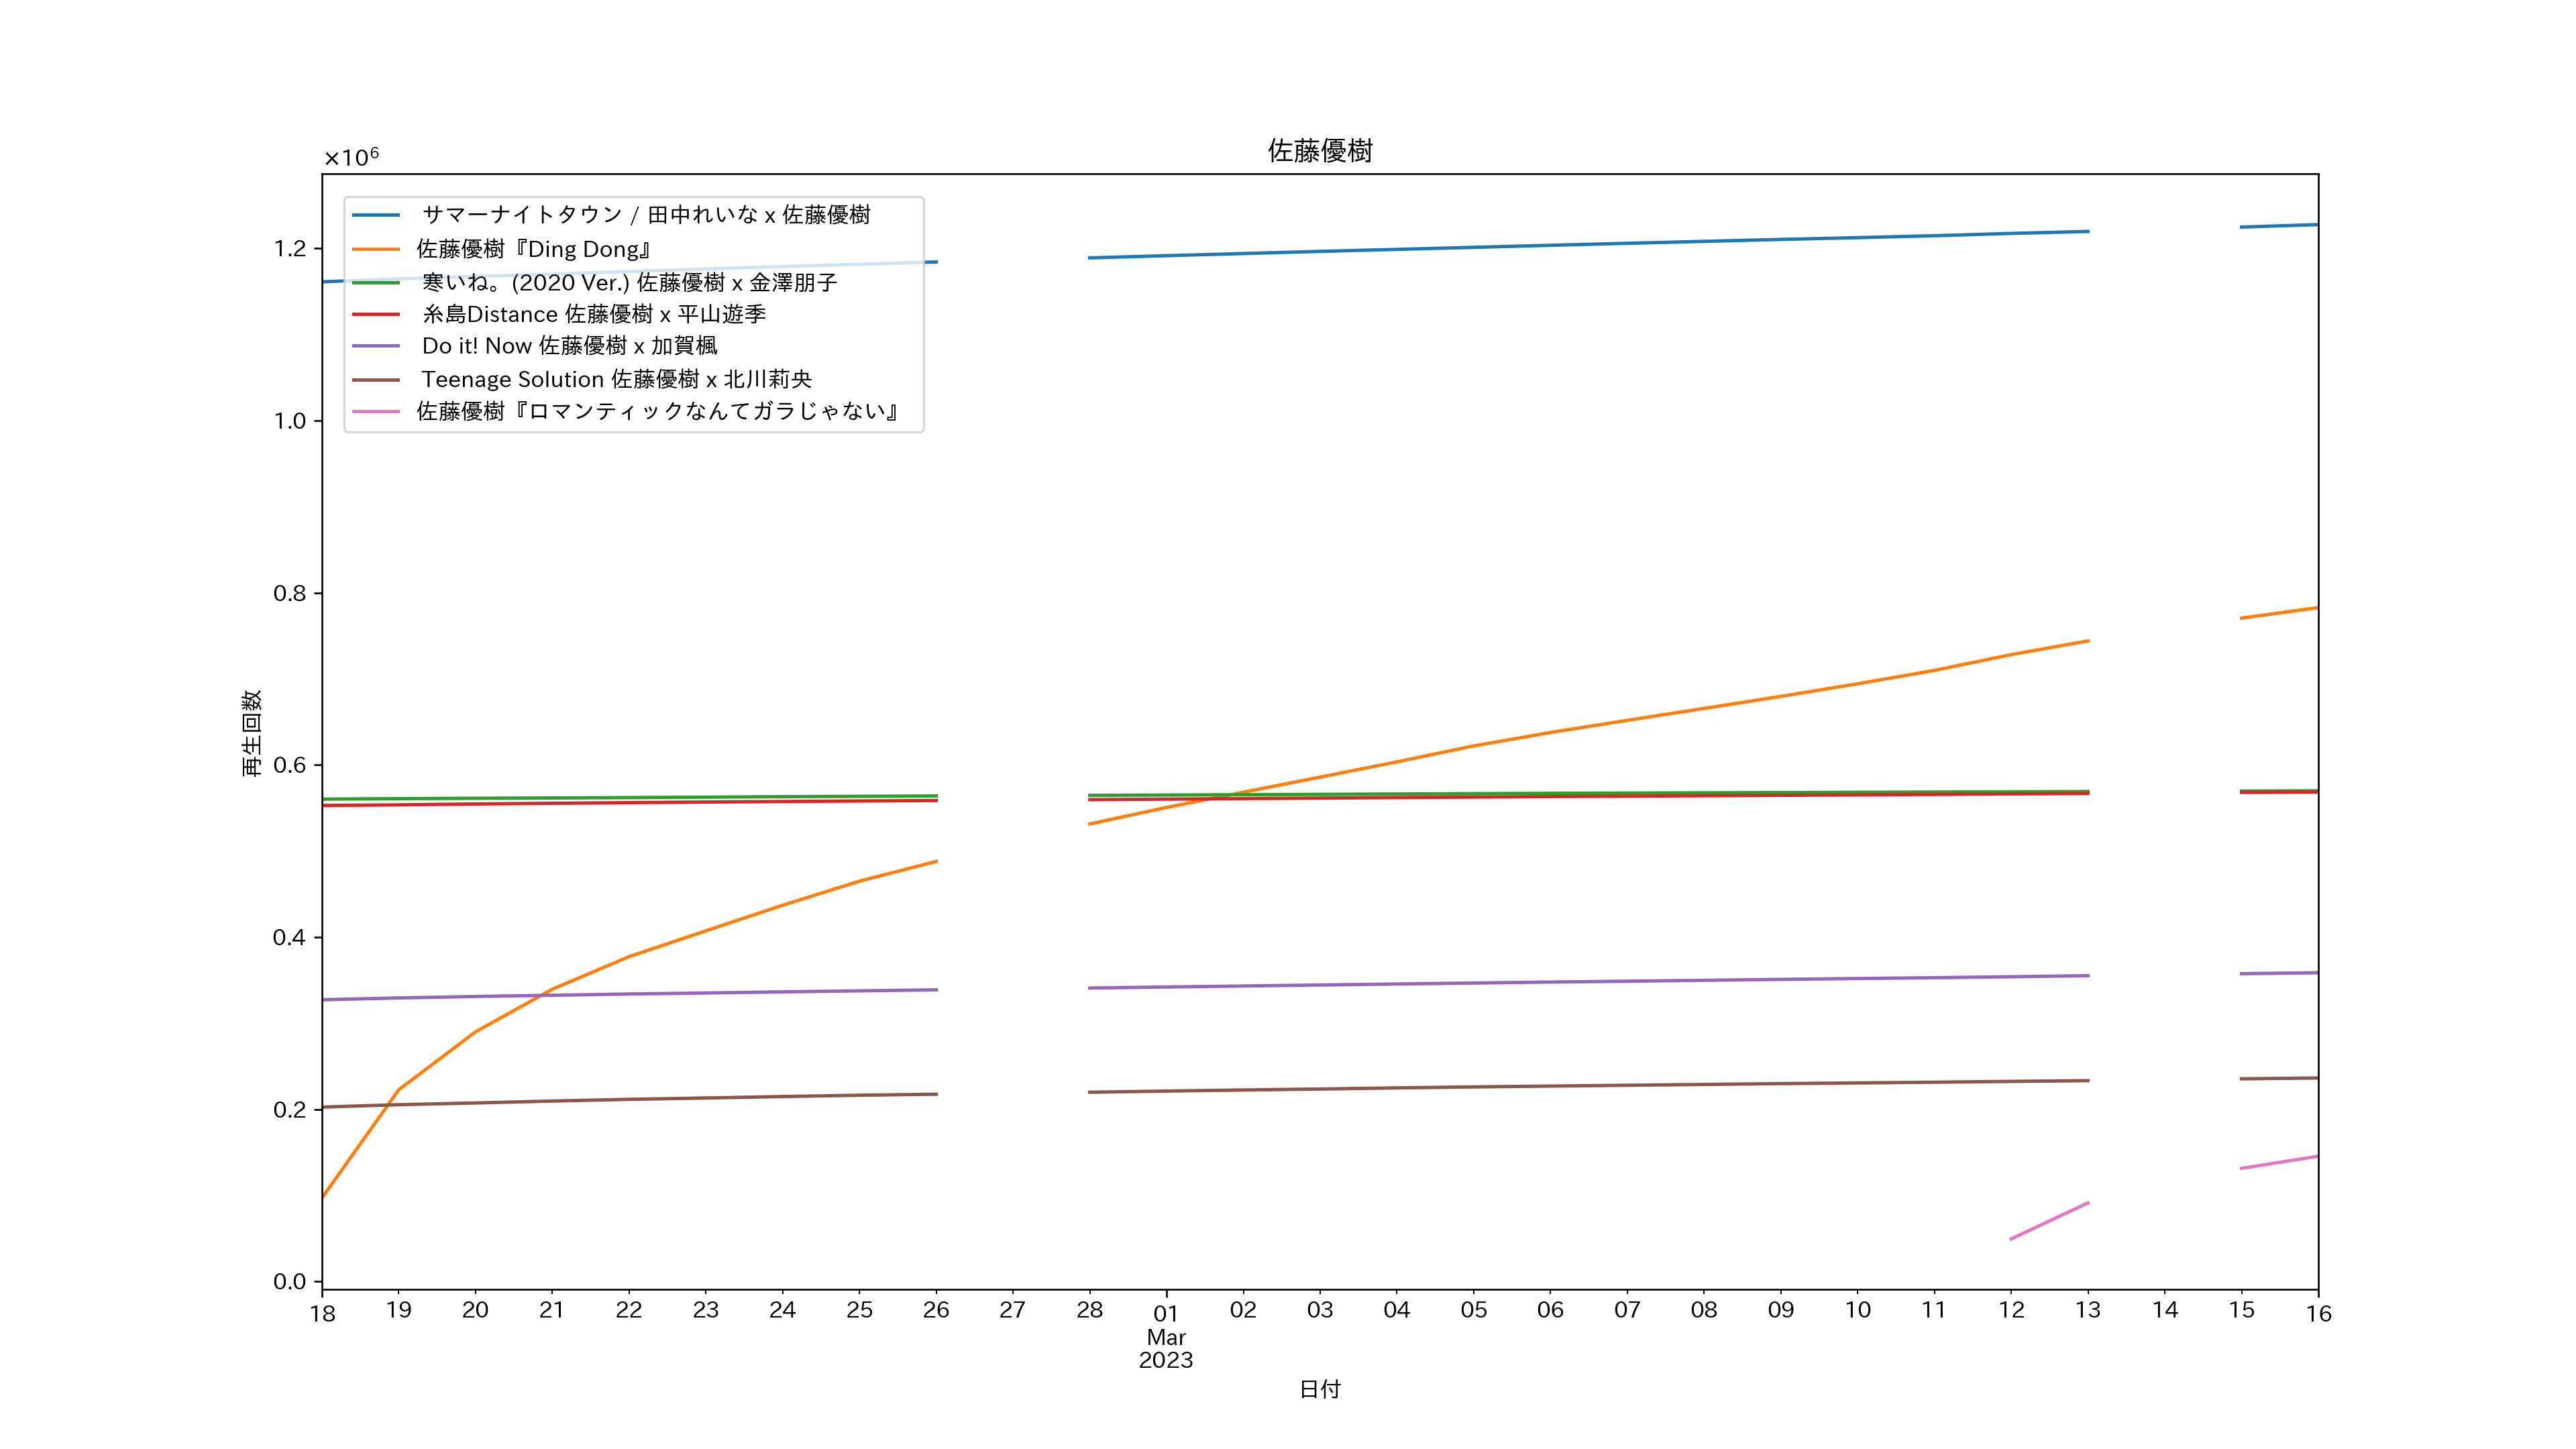 佐藤優樹
×10⁶
サマーナイトタウン / 田中れいな x 佐藤優樹
佐藤優樹『Ding Dong』
寒いね。(2020 Ver.) 佐藤優樹 x 金澤朋子
糸島Distance 佐藤優樹 x 平山遊季
Do it! Now 佐藤優樹 x 加賀楓
Teenage Solution 佐藤優樹 x 北川莉央
佐藤優樹『ロマンティックなんてガラじゃない』
1.2
1.0
0.8
0.6
0.4
0.2
0.0
再生回数
18 19 20 21 22 23 24 25 26 27 28 01 02 03 04 05 06 07 08 09 10 11 12 13 14 15 16
Mar
2023
日付